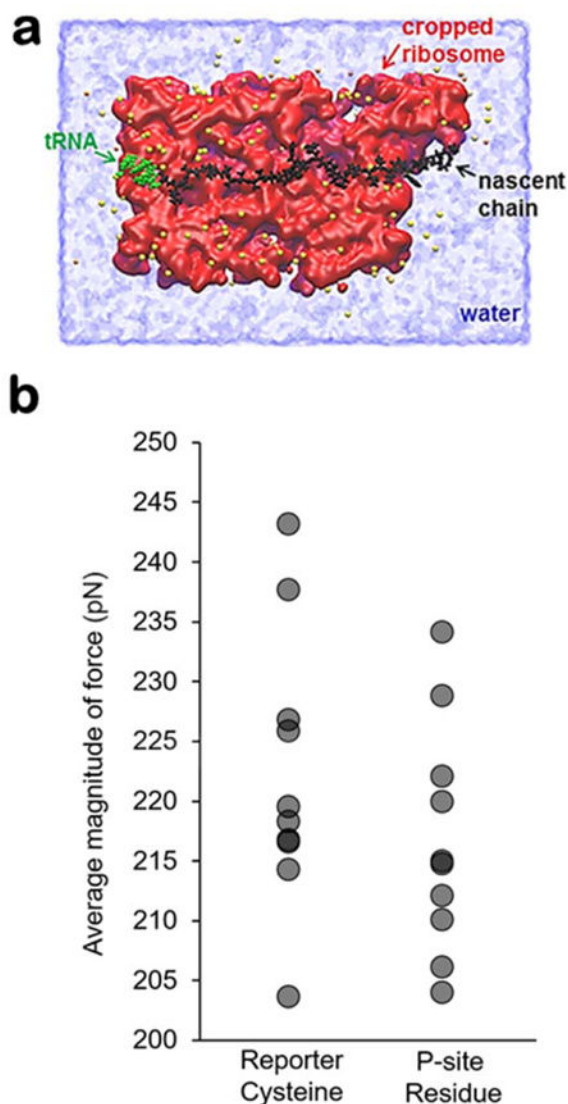 a
cropped
ribosome
tRNA
nascent
chain
water
b
Average magnitude of force (pN)
250
245
240
235
230
225
220
215
210
205
200
Reporter
Cysteine
P-site
Residue